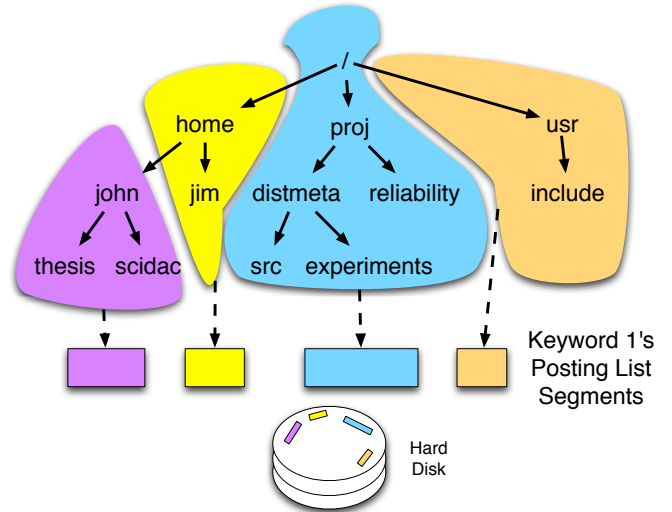 /
home
proj
usr
john
jim
distmeta
reliability
include
thesis
scidac
src
experiments
Keyword 1's
Posting List
Segments
Hard
Disk